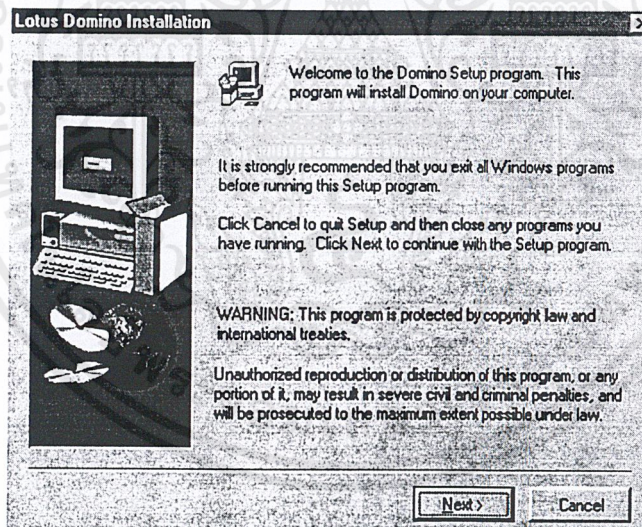 Lotus Domino Installation
Welcome to the Domino Setup program. This
program will install Domino on your computer.
It is strongly recommended that you exit all Windows programs
before running this Setup program.
Click Cancel to quit Setup and then close any programs you
have running. Click Next to continue with the Setup program.
WARNING: This program is protected by copyright law and
international treaties.
Unauthorized reproduction or distribution of this program, or any
portion of it, may result in severe civil and criminal penalties, and
will be prosecuted to the maximum extent possible under law.
Next >
Cancel